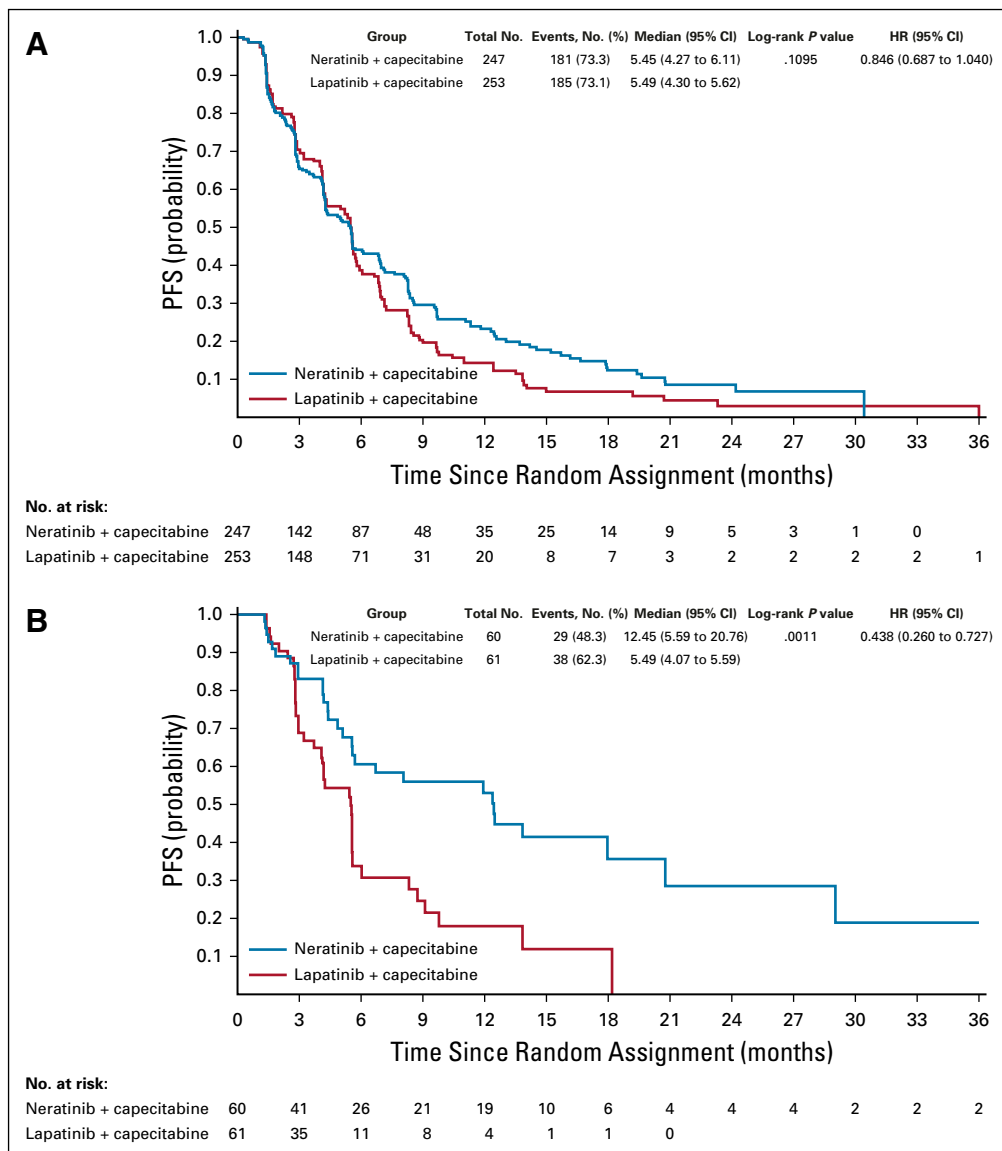 A
Group Total No. Events, No. (%) Median (95% CI) Log-rank P value HR (95% CI)
Neratinib + capecitabine 247 181 (73.3) 5.45 (4.27 to 6.11) .1095 0.846 (0.687 to 1.040)
Lapatinib + capecitabine 253 185 (73.1) 5.49 (4.30 to 5.62)
PFS (probability)
1.0
0.9
0.8
0.7
0.6
0.5
0.4
0.3
0.2
0.1
Neratinib + capecitabine
Lapatinib + capecitabine
0 3 6 9 12 15 18 21 24 27 30 33 36
Time Since Random Assignment (months)
No. at risk:
Neratinib + capecitabine 247 142 87 48 35 25 14 9 5 3 1 0
Lapatinib + capecitabine 253 148 71 31 20 8 7 3 2 2 2 2 1
B
Group Total No. Events, No. (%) Median (95% CI) Log-rank P value HR (95% CI)
Neratinib + capecitabine 60 29 (48.3) 12.45 (5.59 to 20.76) .0011 0.438 (0.260 to 0.727)
Lapatinib + capecitabine 61 38 (62.3) 5.49 (4.07 to 5.59)
PFS (probability)
1.0
0.9
0.8
0.7
0.6
0.5
0.4
0.3
0.2
0.1
Neratinib + capecitabine
Lapatinib + capecitabine
0 3 6 9 12 15 18 21 24 27 30 33 36
Time Since Random Assignment (months)
No. at risk:
Neratinib + capecitabine 60 41 26 21 19 10 6 4 4 4 2 2 2
Lapatinib + capecitabine 61 35 11 8 4 1 1 0